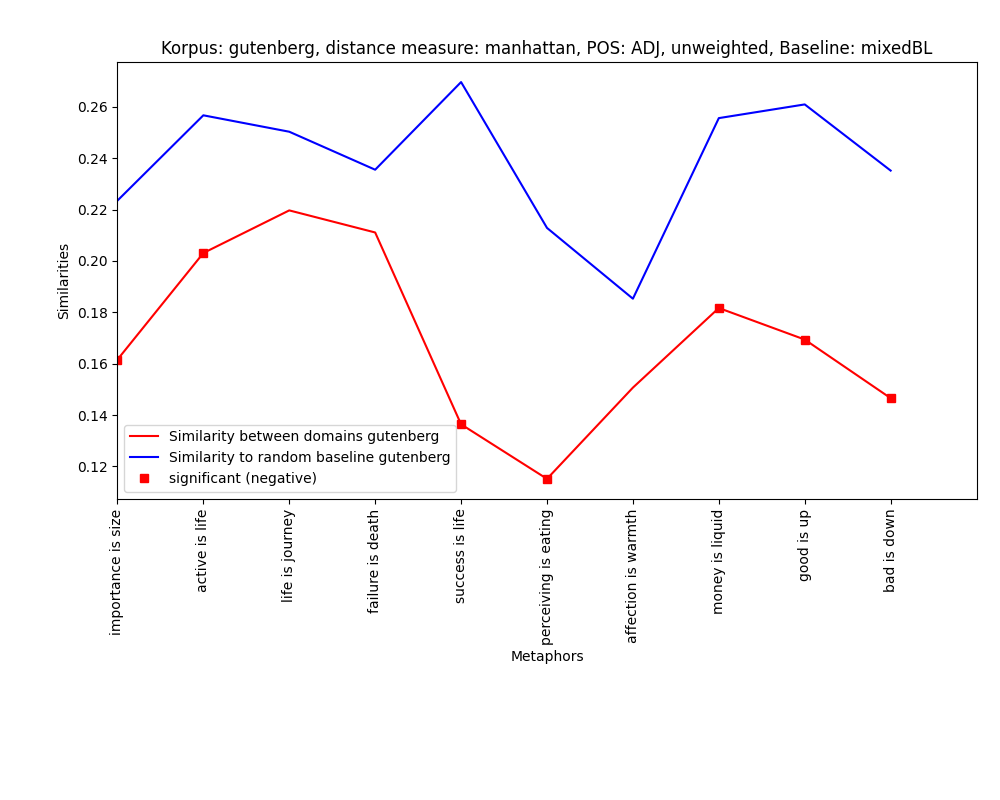 Korpus: gutenberg, distance measure: manhattan, POS: ADJ, unweighted, Baseline: mixedBL
Similarities
0.26
0.24
0.22
0.20
0.18
0.16
0.14
0.12
Similarity between domains gutenberg
Similarity to random baseline gutenberg
significant (negative)
importance is size
active is life
life is journey
failure is death
success is life
perceiving is eating
affection is warmth
money is liquid
good is up
bad is down
Metaphors